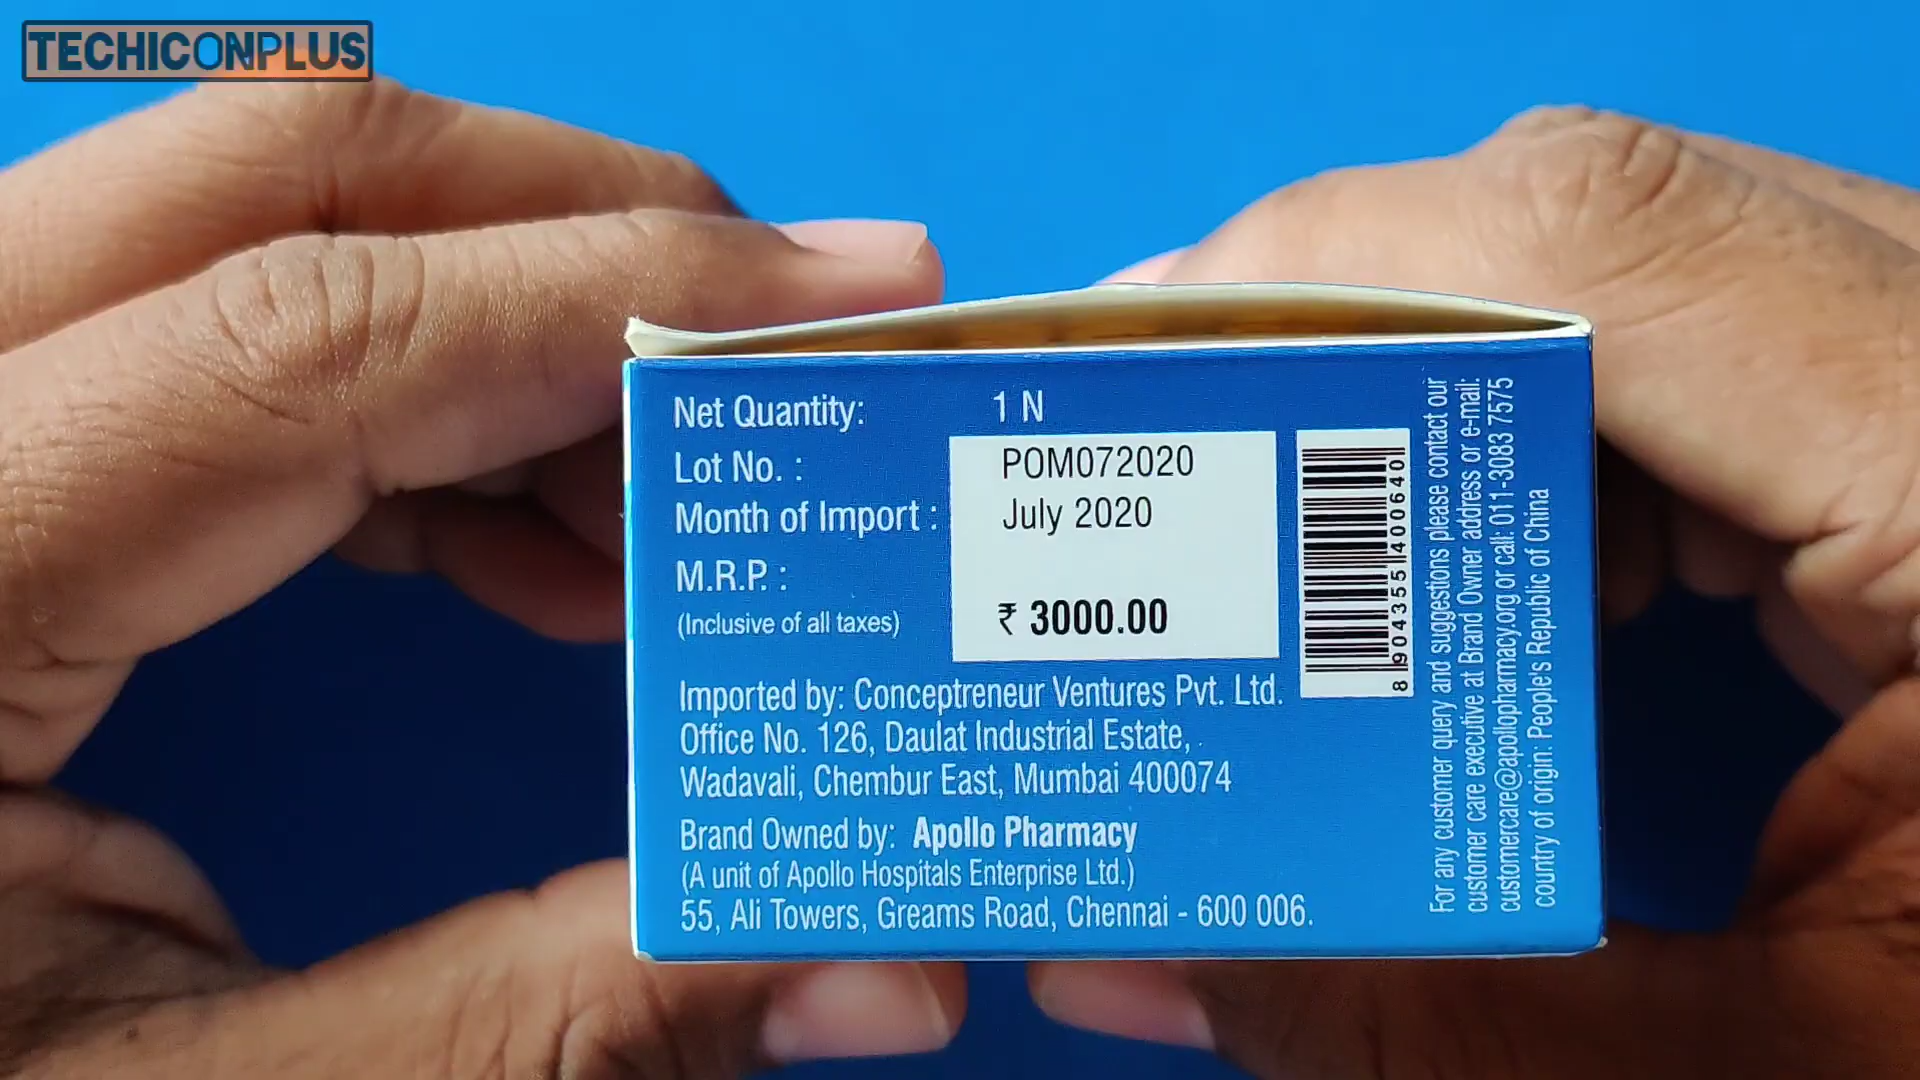 TECHICONPLUS
Net Quantity: 1 N
Lot No. : POM072020
Month of Import : July 2020
M.R.P. :
(Inclusive of all taxes) ₹ 3000.00
Imported by: Conceptreneur Ventures Pvt. Ltd.
Office No. 126, Daulat Industrial Estate,
Wadavali, Chembur East, Mumbai 400074
Brand Owned by: Apollo Pharmacy
(A unit of Apollo Hospitals Enterprise Ltd.)
55, Ali Towers, Greams Road, Chennai - 600 006.
8 904355 400640
For any customer query and suggestions please contact our
customer care executive at Brand Owner address or e-mail:
customercare@apollopharmacy.org or call: 011-3083 7575
country of origin: People's Republic of China